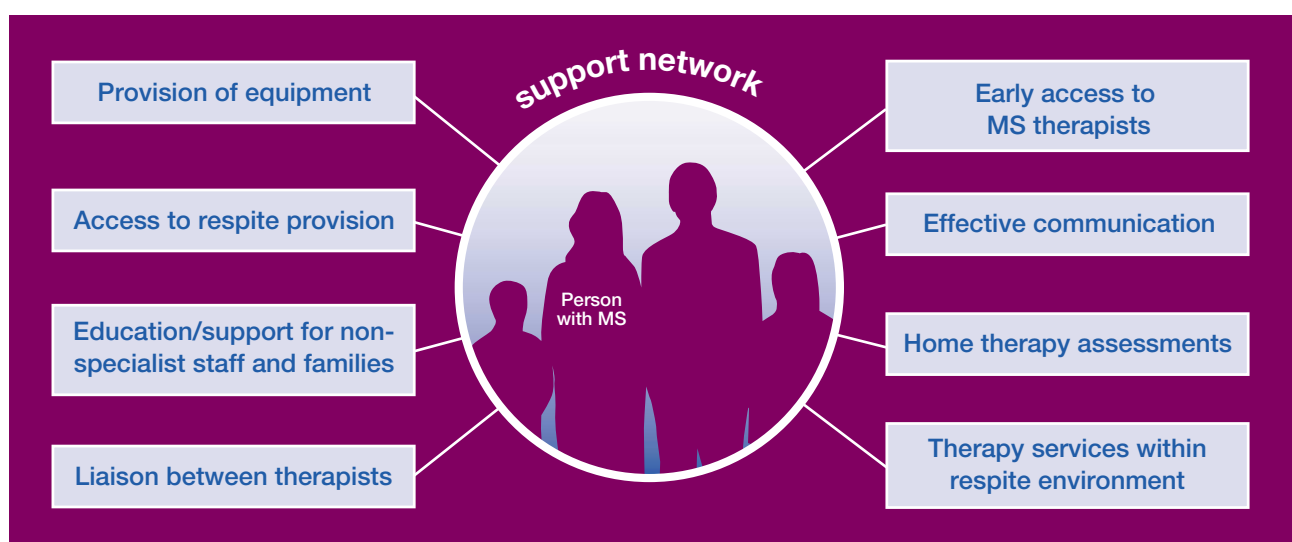 support network
Provision of equipment
Access to respite provision
Education/support for non-
specialist staff and families
Liaison between therapists
Person
with MS
Early access to
MS therapists
Effective communication
Home therapy assessments
Therapy services within
respite environment